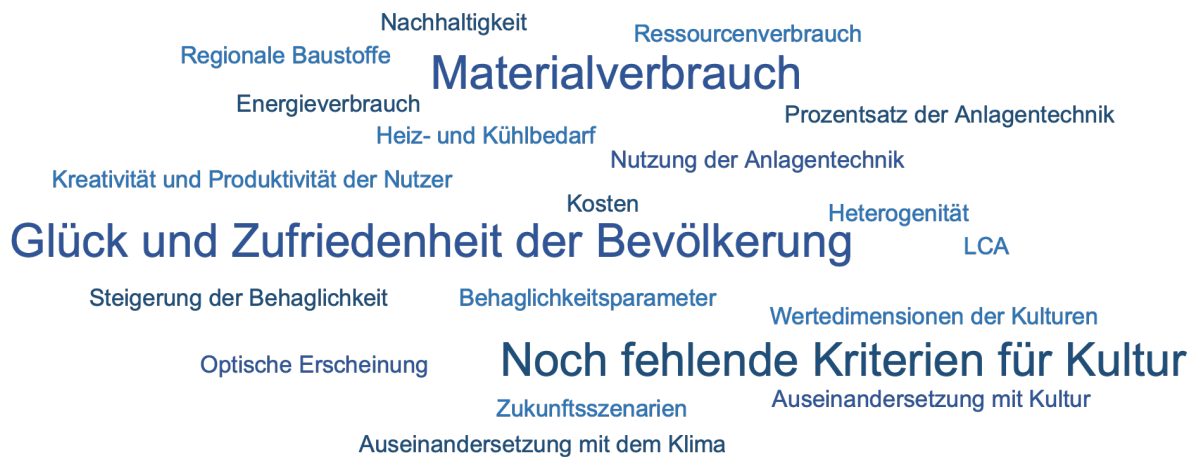 Nachhaltigkeit
Ressourcenverbrauch
Regionale Baustoffe
Materialverbrauch
Energieverbrauch
Prozentsatz der Anlagentechnik
Heiz- und Kühlbedarf
Nutzung der Anlagentechnik
Kreativität und Produktivität der Nutzer
Kosten
Heterogenität
Glück und Zufriedenheit der Bevölkerung
LCA
Steigerung der Behaglichkeit
Behaglichkeitsparameter
Wertedimensionen der Kulturen
Optische Erscheinung
Noch fehlende Kriterien für Kultur
Auseinandersetzung mit Kultur
Zukunftsszenarien
Auseinandersetzung mit dem Klima